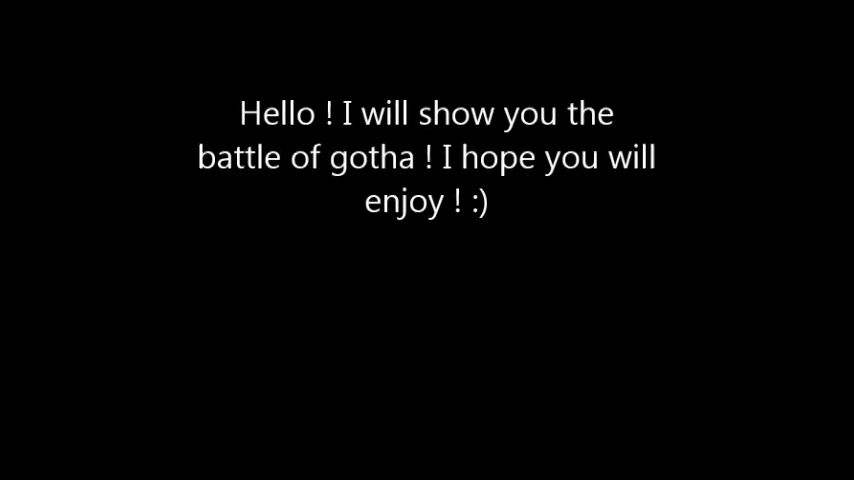 Hello ! I will show you the
battle of gotha ! I hope you will
enjoy ! :)